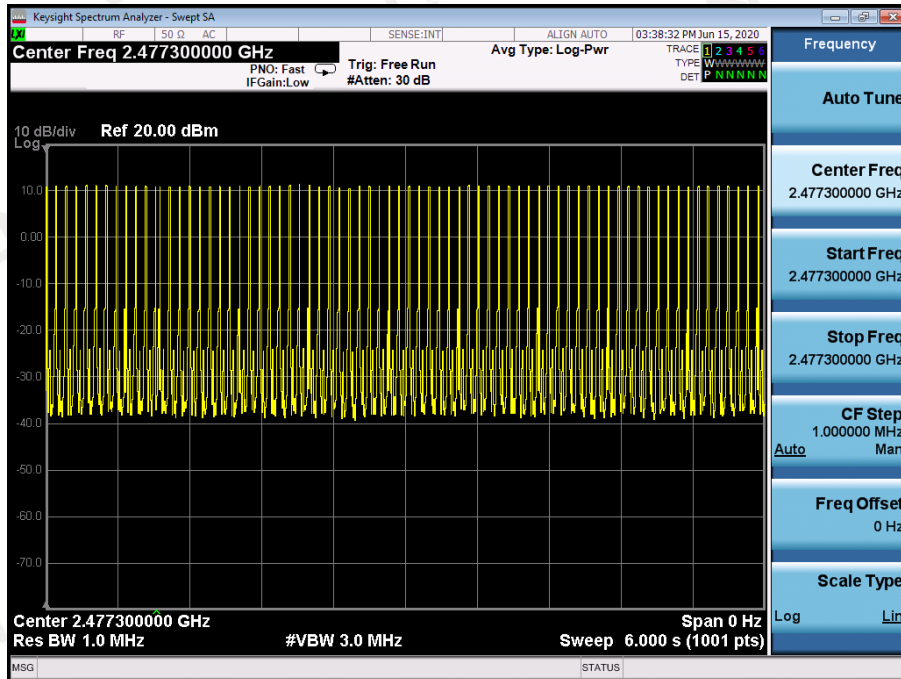 Keysight Spectrum Analyzer - Swept SA
LXI RF 50 Ω AC SENSE:INT ALIGN AUTO 03:38:32 PM Jun 15, 2020
Center Freq 2.477300000 GHz
PNO: Fast
IFGain:Low
Trig: Free Run
#Atten: 30 dB
Avg Type: Log-Pwr
TRACE 1 2 3 4 5 6
TYPE WWWWWWW
DET P N N N N N
10 dB/div Ref 20.00 dBm
Log
10.0
0.00
-10.0
-20.0
-30.0
-40.0
-50.0
-60.0
-70.0
Center 2.477300000 GHz Span 0 Hz
Res BW 1.0 MHz #VBW 3.0 MHz Sweep 6.000 s (1001 pts)
MSG STATUS
Frequency
Auto Tune
Center Freq
2.477300000 GHz
Start Freq
2.477300000 GHz
Stop Freq
2.477300000 GHz
CF Step
1.000000 MHz
Auto Man
Freq Offset
0 Hz
Scale Type
Log Lin